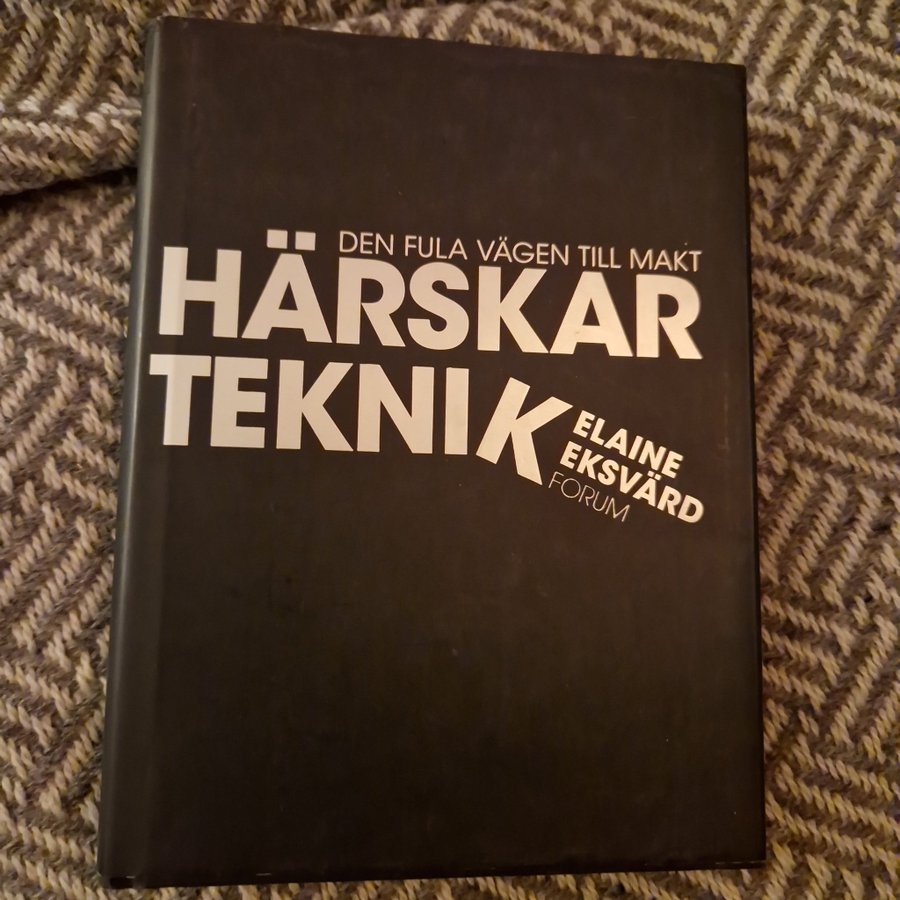 DEN FULA VÄGEN TILL MAKT
HÄRSKAR
TEKNIK
ELAINE
EKSVÄRD
FORUM